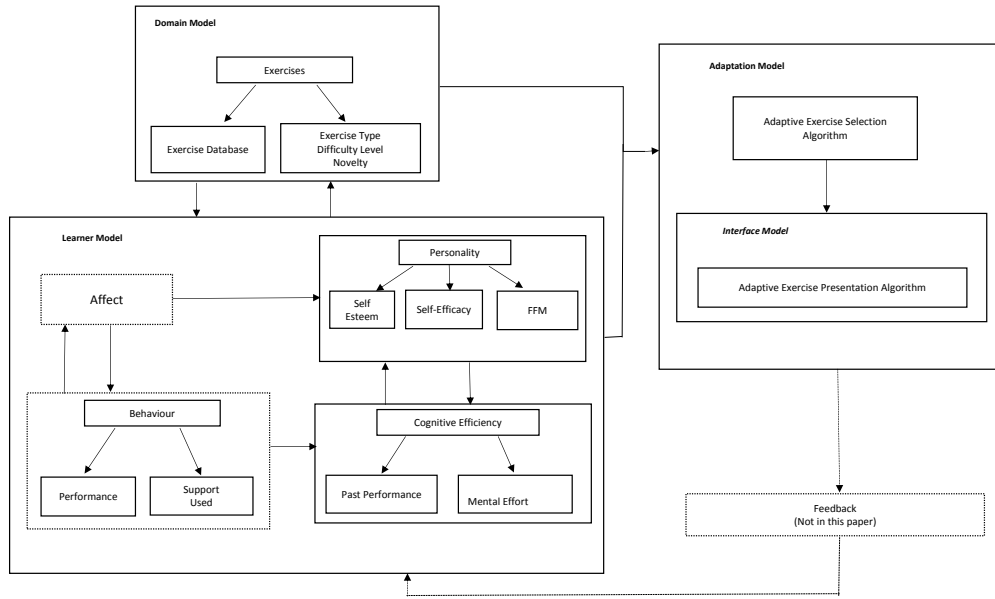 Domain Model
Exercises
Exercise Database
Exercise Type
Difficulty Level
Novelty
Adaptation Model
Adaptive Exercise Selection
Algorithm
Interface Model
Adaptive Exercise Presentation Algorithm
Learner Model
Affect
Personality
Self
Esteem
Self-Efficacy
FFM
Behaviour
Performance
Support
Used
Cognitive Efficiency
Past Performance
Mental Effort
Feedback
(Not in this paper)